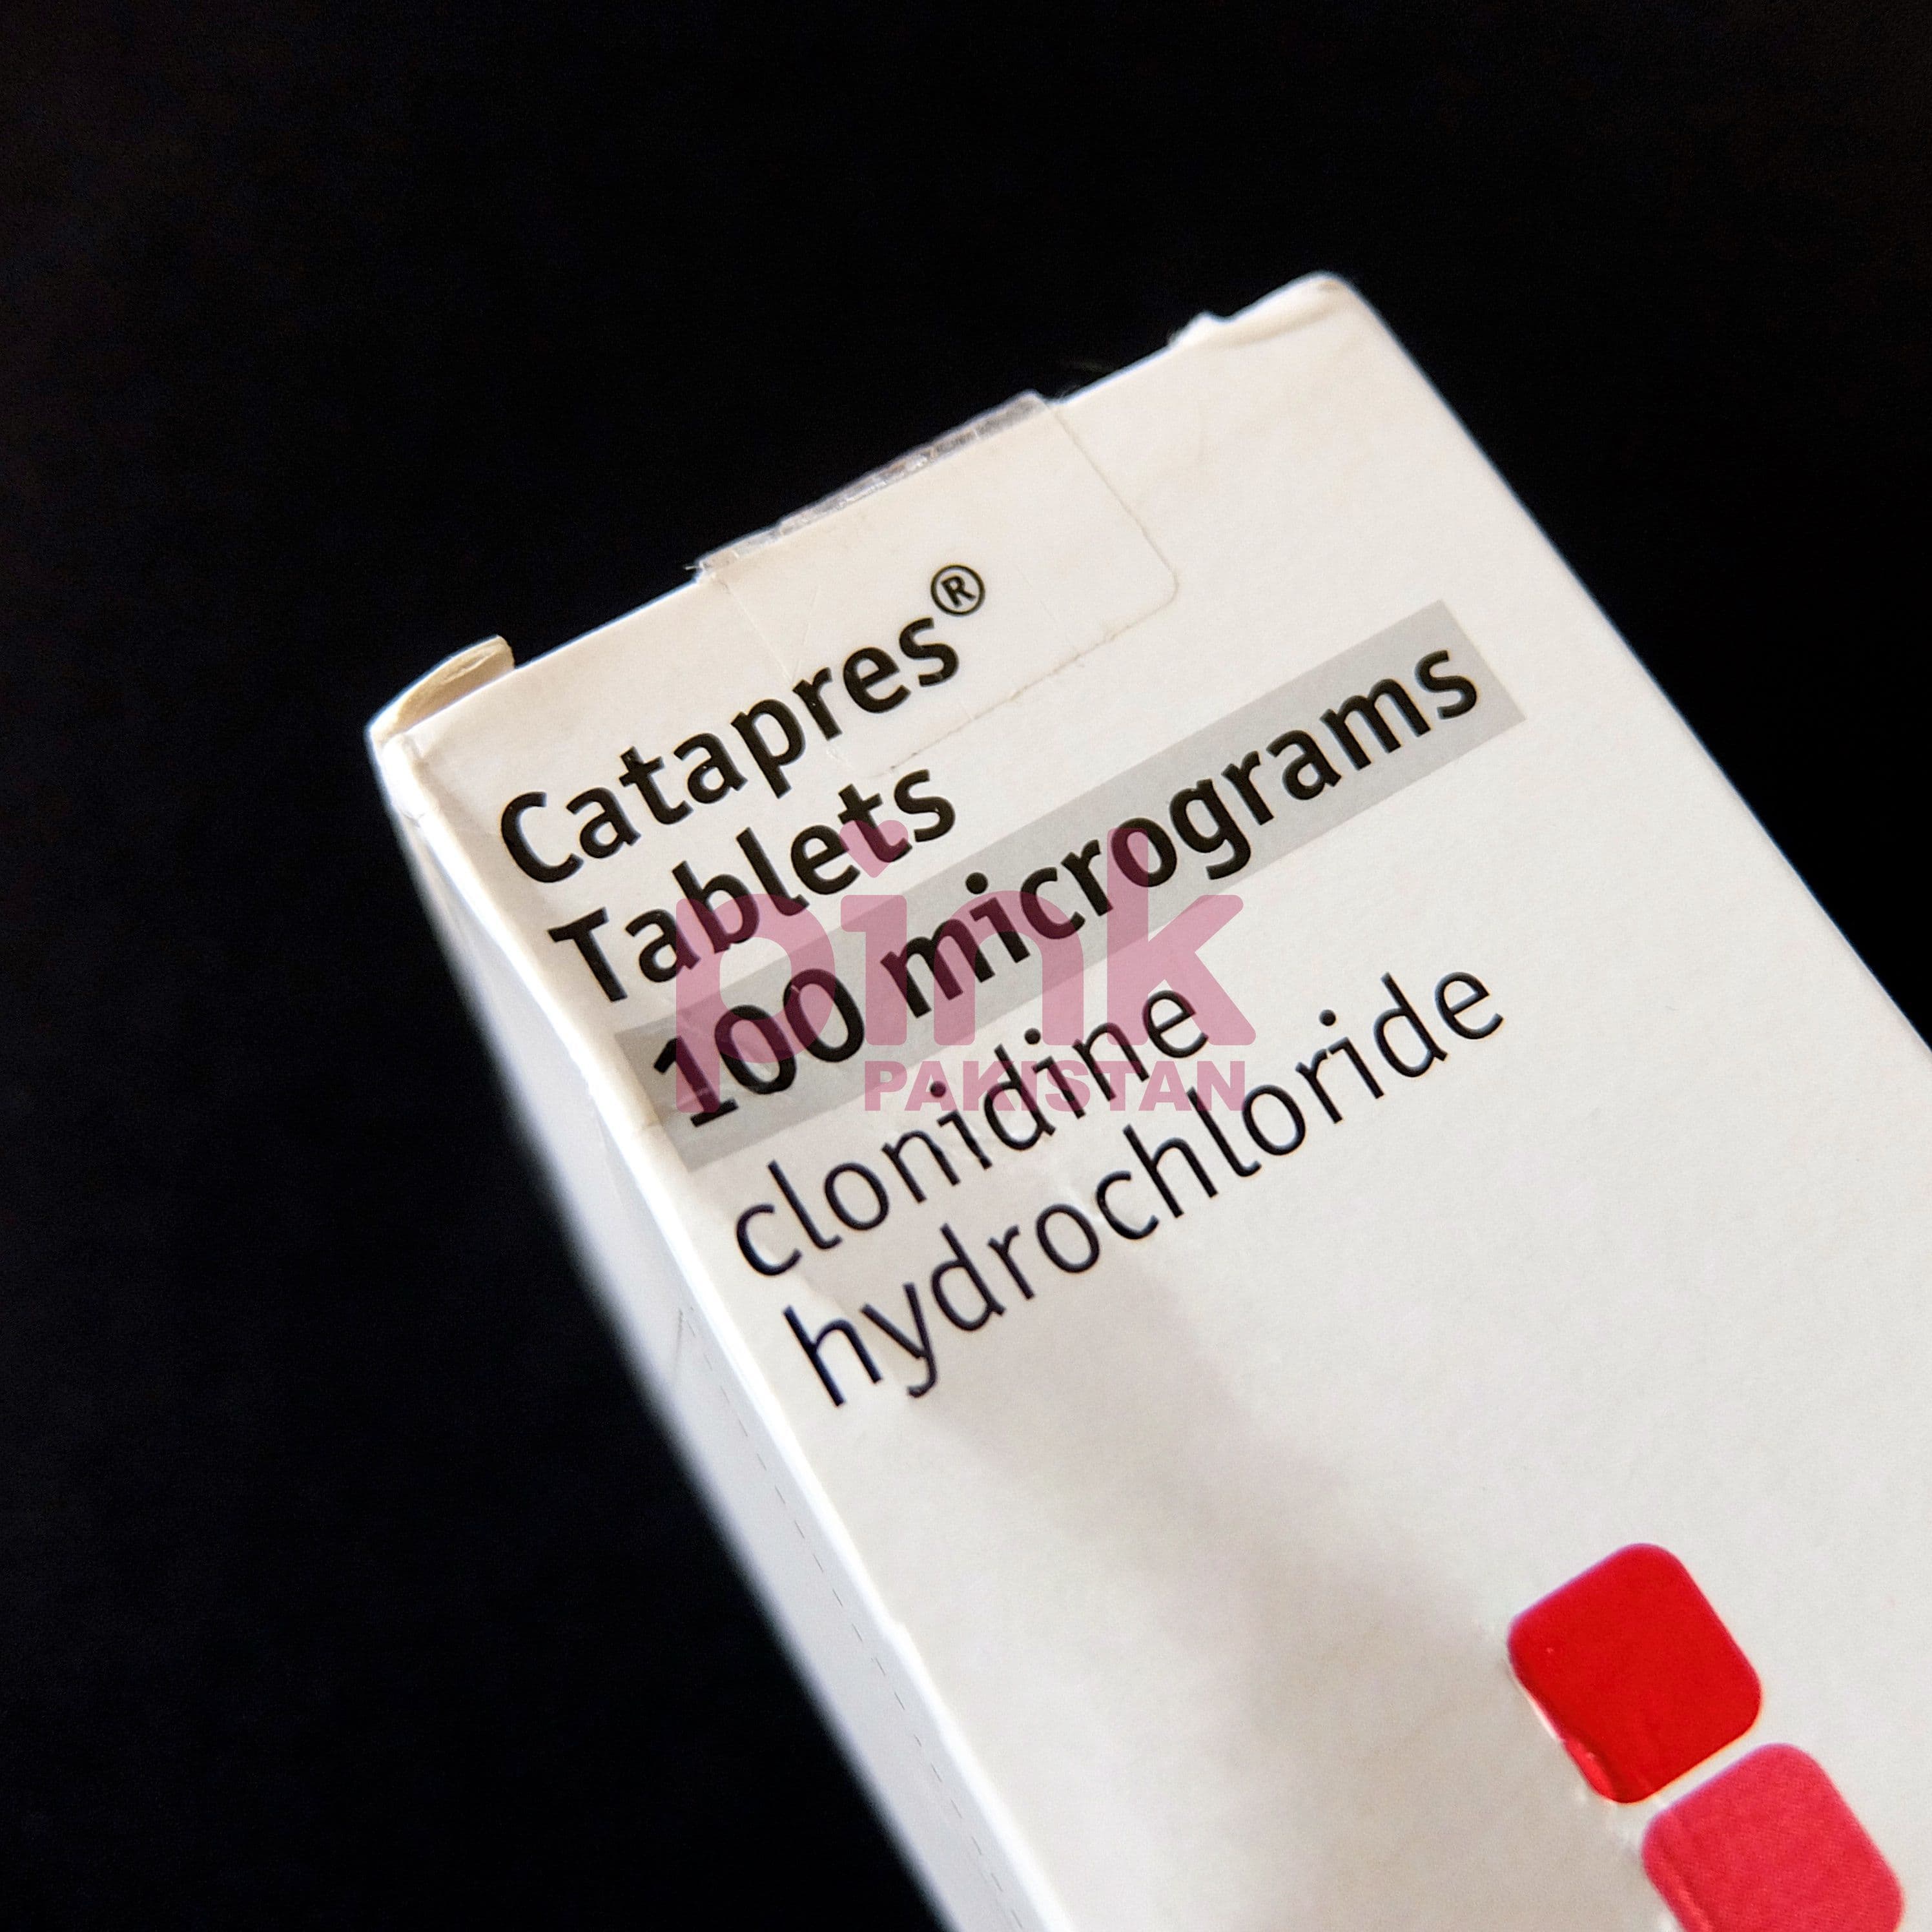 Catapres®
Tablets
100 micrograms
clonidine
hydrochloride
pink
PAKISTAN